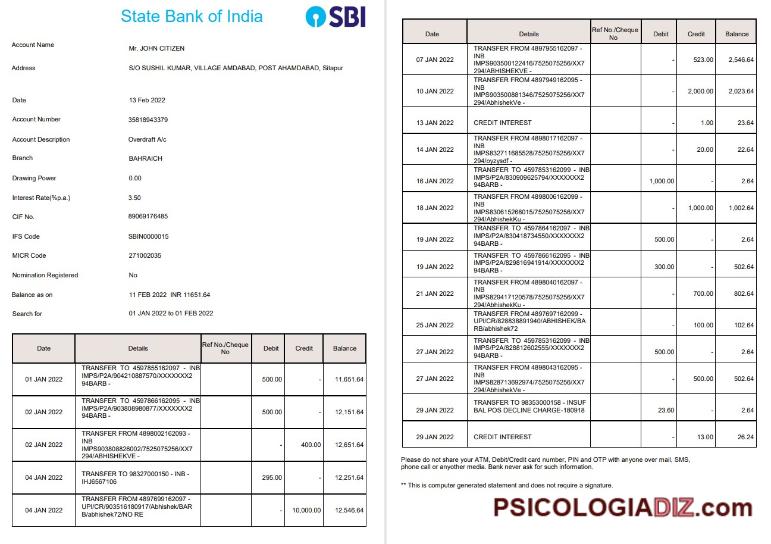 State Bank of India
SBI
Account Name Mr. JOHN CITIZEN
Address S/O SUSHIL KUMAR, VILLAGE AMDABAD, POST AHAMDABAD, Sitapur
Date 13 Feb 2022
Account Number 35818943379
Account Description Overdraft A/c
Branch BAHRAICH
Drawing Power 0.00
Interest Rate(%p.a.) 3.50
CIF No. 89069176485
IFS Code SBIN0000015
MICR Code 271002035
Nomination Registered No
Balance as on 11 FEB 2022 INR 11651.64
Search for 01 JAN 2022 to 01 FEB 2022
Date Details Ref No./Cheque No Debit Credit Balance
TRANSFER TO 4597855162097 - INB
IMPS/P2A/904210887570/XXXXXXX2
94BARB -
01 JAN 2022 500.00 - 11,651.64
TRANSFER TO 4597866162095 - INB
IMPS/P2A/903808980877/XXXXXXX2
94BARB -
02 JAN 2022 500.00 - 12,151.64
TRANSFER FROM 4898002162093 -
INB
IMPS903808828002/7525075256/XX7
294/ABHISHEKVE -
02 JAN 2022 - 400.00 12,651.64
TRANSFER TO 98327000150 - INB -
IHJ6567106
04 JAN 2022 295.00 - 12,251.64
TRANSFER FROM 4897699162097 -
UPI/CR/903516180917/Abhishek/BAR
B/abhishek72/NO RE
04 JAN 2022 - 10,000.00 12,546.64
Date Details Ref No./Cheque No Debit Credit Balance
TRANSFER FROM 4897955162097 -
INB
IMPS903500122416/7525075256/XX7
294/ABHISHEKVE -
07 JAN 2022 - 523.00 2,546.64
TRANSFER FROM 4897949162095 -
INB
IMPS903500881346/7525075256/XX7
294/AbhishekVe -
10 JAN 2022 - 2,000.00 2,023.64
13 JAN 2022 CREDIT INTEREST - 1.00 23.64
TRANSFER FROM 4898017162097 -
INB
IMPS832711685528/7525075256/XX7
294/oyzysdf -
14 JAN 2022 - 20.00 22.64
TRANSFER TO 4597853162099 - INB
IMPS/P2A/830909625794/XXXXXXX2
94BARB -
16 JAN 2022 1,000.00 - 2.64
TRANSFER FROM 4898006162099 -
INB
IMPS830615268015/7525075256/XX7
294/AbhishekKu -
18 JAN 2022 - 1,000.00 1,002.64
TRANSFER TO 4597864162097 - INB
IMPS/P2A/830418734550/XXXXXXX2
94BARB -
19 JAN 2022 500.00 - 2.64
TRANSFER TO 4597866162095 - INB
IMPS/P2A/829816941914/XXXXXXX2
94BARB -
19 JAN 2022 300.00 - 502.64
TRANSFER FROM 4898040162097 -
INB
IMPS829417120578/7525075256/XX7
294/AbhishekKu -
21 JAN 2022 - 700.00 802.64
TRANSFER FROM 4897697162099 -
UPI/CR/828838891940/ABHISHEK/BA
RB/abhishek72
25 JAN 2022 - 100.00 102.64
TRANSFER TO 4597853162099 - INB
IMPS/P2A/828812602555/XXXXXXX2
94BARB -
27 JAN 2022 500.00 - 2.64
TRANSFER FROM 4898043162095 -
INB
IMPS828713692974/7525075256/XX7
294/AbhishekVe -
27 JAN 2022 - 500.00 502.64
TRANSFER TO 98353000158 - INSUF
BAL POS DECLINE CHARGE-180918
29 JAN 2022 23.60 - 2.64
29 JAN 2022 CREDIT INTEREST - 13.00 26.24
Please do not share your ATM, Debit/Credit card number, PIN and OTP with anyone over mail, SMS,
phone call or anyother media. Bank never ask for such information.
** This is computer generated statement and does not require a signature.
PSICOLOGIADIZ.com